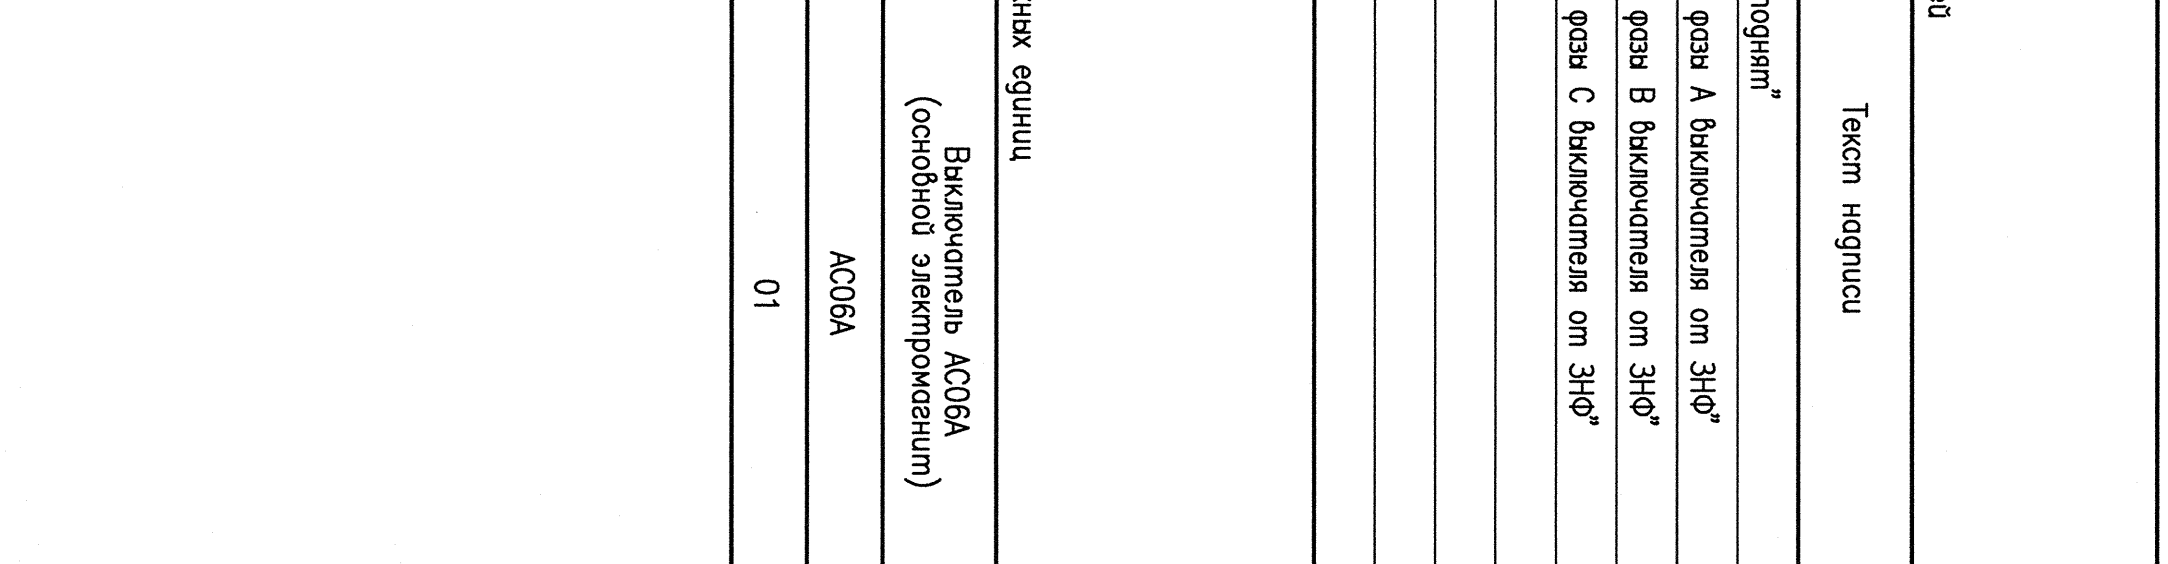 ей
Текст надписи
поднят"
фазы А выключателя от ЗНФ"
фазы В выключателя от ЗНФ"
фазы С выключателя от ЗНФ"
ных единиц
Выключатель АС06А
(основной электромагнит)
АС06А
01